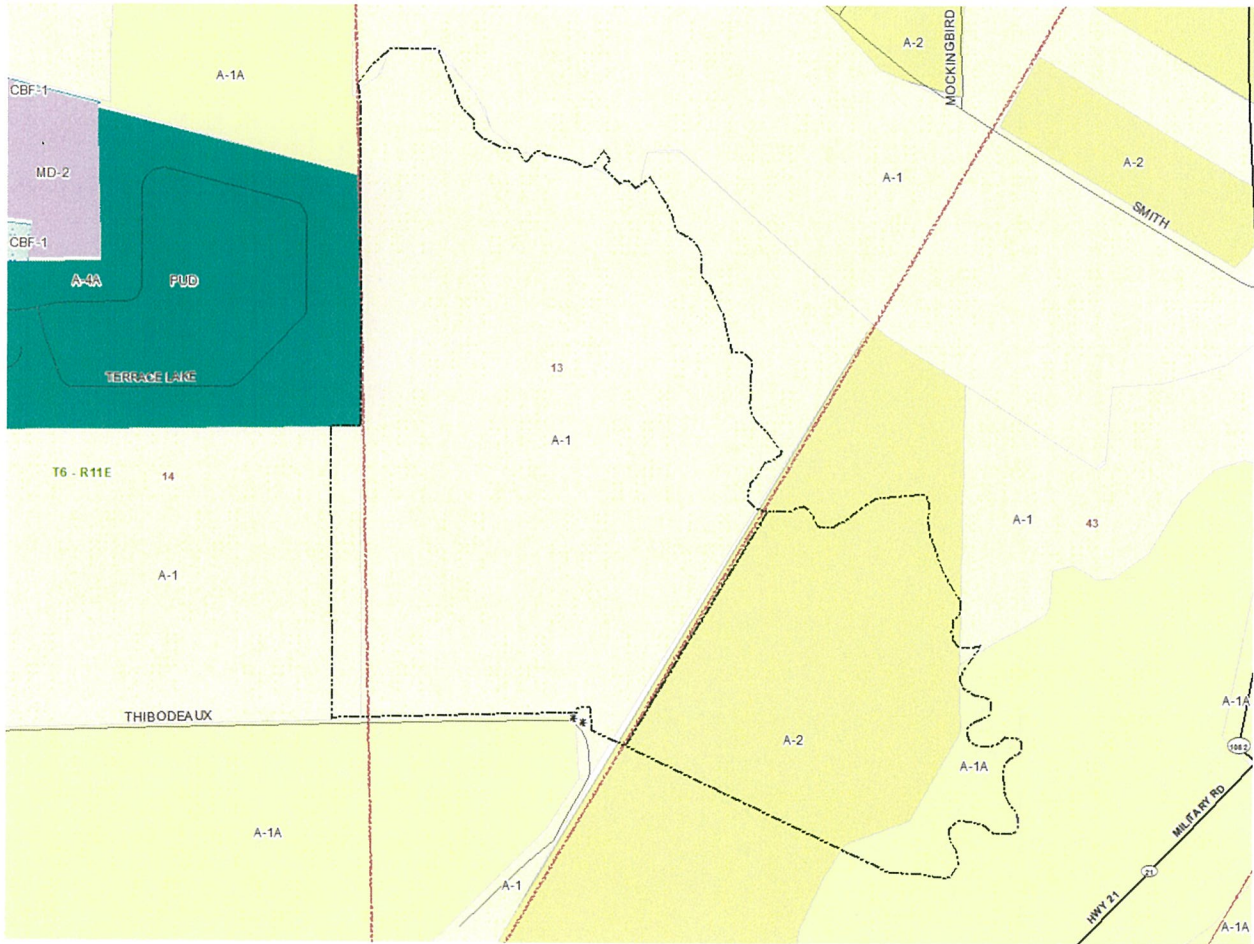 A-2
MOCKINGBIRD
A-1A
CBF-1
MD-2
A-2
A-1
SMITH
CBF-1
A-4A
PUD
TERRACE LAKE
13
A-1
T6 - R11E
14
A-1
43
A-1
A-1A
THIBODEAUX
A-2
1082
A-1A
MILITARY RD
A-1A
21
A-1
HWY 21
A-1A